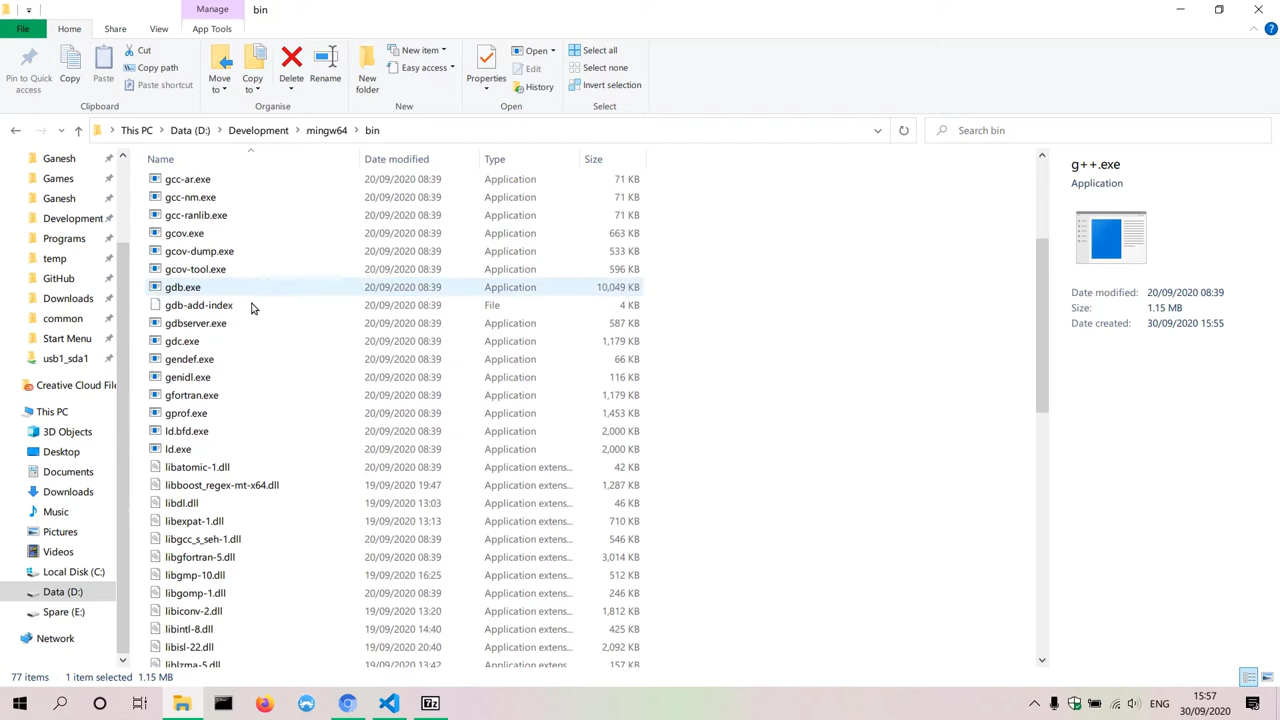 Manage
bin
File
Home
Share
View
App Tools
Pin to Quick access
Copy
Paste
Cut
Copy path
Paste shortcut
Clipboard
Move to
Copy to
Delete
Rename
Organise
New folder
New item
Easy access
New
Properties
Open
Edit
History
Open
Select all
Select none
Invert selection
Select
This PC > Data (D:) > Development > mingw64 > bin
Search bin
Ganesh
Games
Ganesh
Development
Programs
temp
GitHub
Downloads
common
Start Menu
usb1_sda1
Creative Cloud File
This PC
3D Objects
Desktop
Documents
Downloads
Music
Pictures
Videos
Local Disk (C:)
Data (D:)
Spare (E:)
Network
Name Date modified Type Size
gcc-ar.exe 20/09/2020 08:39 Application 71 KB
gcc-nm.exe 20/09/2020 08:39 Application 71 KB
gcc-ranlib.exe 20/09/2020 08:39 Application 71 KB
gcov.exe 20/09/2020 08:39 Application 663 KB
gcov-dump.exe 20/09/2020 08:39 Application 533 KB
gcov-tool.exe 20/09/2020 08:39 Application 596 KB
gdb.exe 20/09/2020 08:39 Application 10,049 KB
gdb-add-index 20/09/2020 08:39 File 4 KB
gdbserver.exe 20/09/2020 08:39 Application 587 KB
gdc.exe 20/09/2020 08:39 Application 1,179 KB
gendef.exe 20/09/2020 08:39 Application 66 KB
genidl.exe 20/09/2020 08:39 Application 116 KB
gfortran.exe 20/09/2020 08:39 Application 1,179 KB
gprof.exe 20/09/2020 08:39 Application 1,453 KB
ld.bfd.exe 20/09/2020 08:39 Application 2,000 KB
ld.exe 20/09/2020 08:39 Application 2,000 KB
libatomic-1.dll 20/09/2020 08:39 Application extens... 42 KB
libboost_regex-mt-x64.dll 19/09/2020 19:47 Application extens... 1,287 KB
libdl.dll 19/09/2020 13:03 Application extens... 46 KB
libexpat-1.dll 19/09/2020 13:13 Application extens... 710 KB
libgcc_s_seh-1.dll 20/09/2020 08:39 Application extens... 546 KB
libgfortran-5.dll 20/09/2020 08:39 Application extens... 3,014 KB
libgmp-10.dll 19/09/2020 16:25 Application extens... 512 KB
libgomp-1.dll 20/09/2020 08:39 Application extens... 246 KB
libiconv-2.dll 19/09/2020 13:20 Application extens... 1,812 KB
libintl-8.dll 19/09/2020 14:40 Application extens... 425 KB
libisl-22.dll 19/09/2020 20:40 Application extens... 2,092 KB
liblzma-5.dll 19/09/2020 13:42 Application extens... 157 KB
g++.exe
Application
Date modified: 20/09/2020 08:39
Size: 1.15 MB
Date created: 30/09/2020 15:55
77 items 1 item selected 1.15 MB
7z
ENG
15:57
30/09/2020